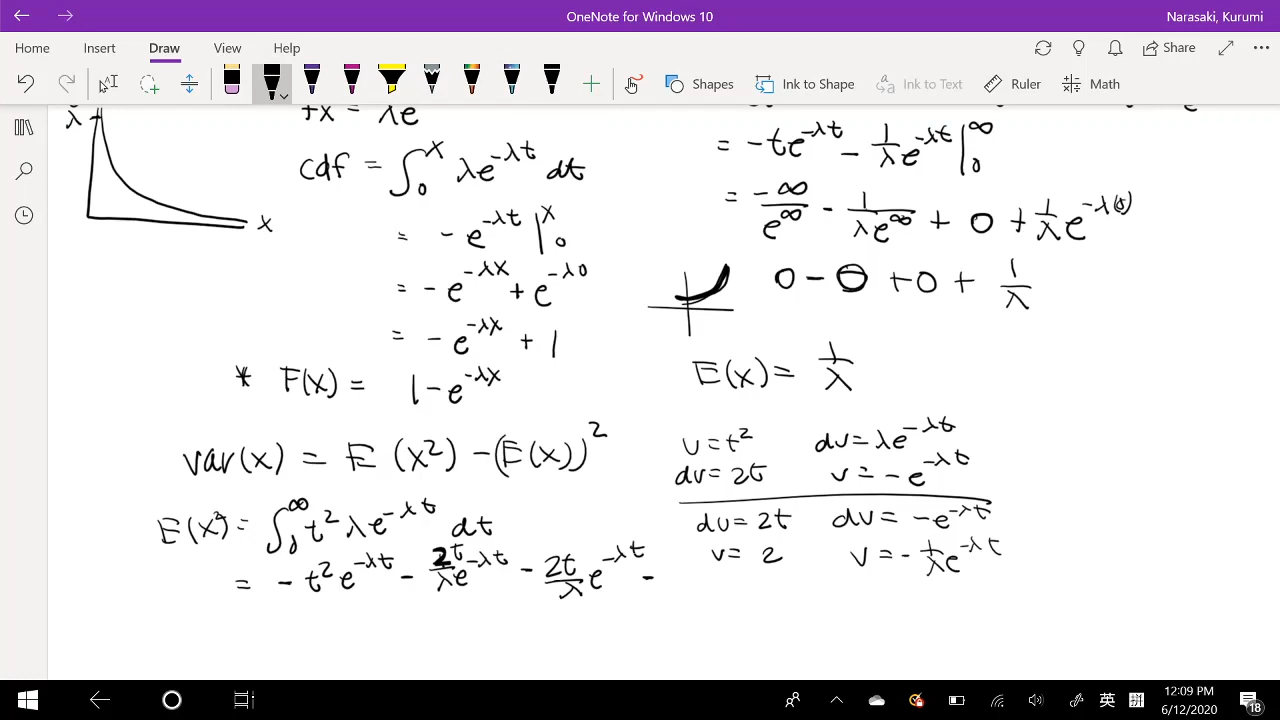 OneNote for Windows 10
Narasaki, Kurumi
Home Insert Draw View Help
Share
Shapes Ink to Shape Ink to Text Ruler Math
λ
x
fx = λe
cdf = ∫₀ˣ λe^{-λt} dt
= -e^{-λt} |₀ˣ
= -e^{-λx} + e^{-λ0}
= -e^{-λx} + 1
* F(x) = 1 - e^{-λx}
var(x) = E(x²) - (E(x))²
E(x²) = ∫₀^∞ t² λe^{-λt} dt
= -t² e^{-λt} - 2t/λ e^{-λt} - 2t/λ e^{-λt} -
= -te^{-λt} - 1/λ e^{-λt} |₀^∞
= -∞/e^∞ - 1/(λe^∞) + 0 + 1/λ e^{-λ(0)}
0 - 0 + 0 + 1/λ
E(x) = 1/λ
u = t² dv = λe^{-λt}
du = 2t v = -e^{-λt}
du = 2t dv = -e^{-λt}
v = 2 v = -1/λ e^{-λt}
英
12:09 PM
6/12/2020
18